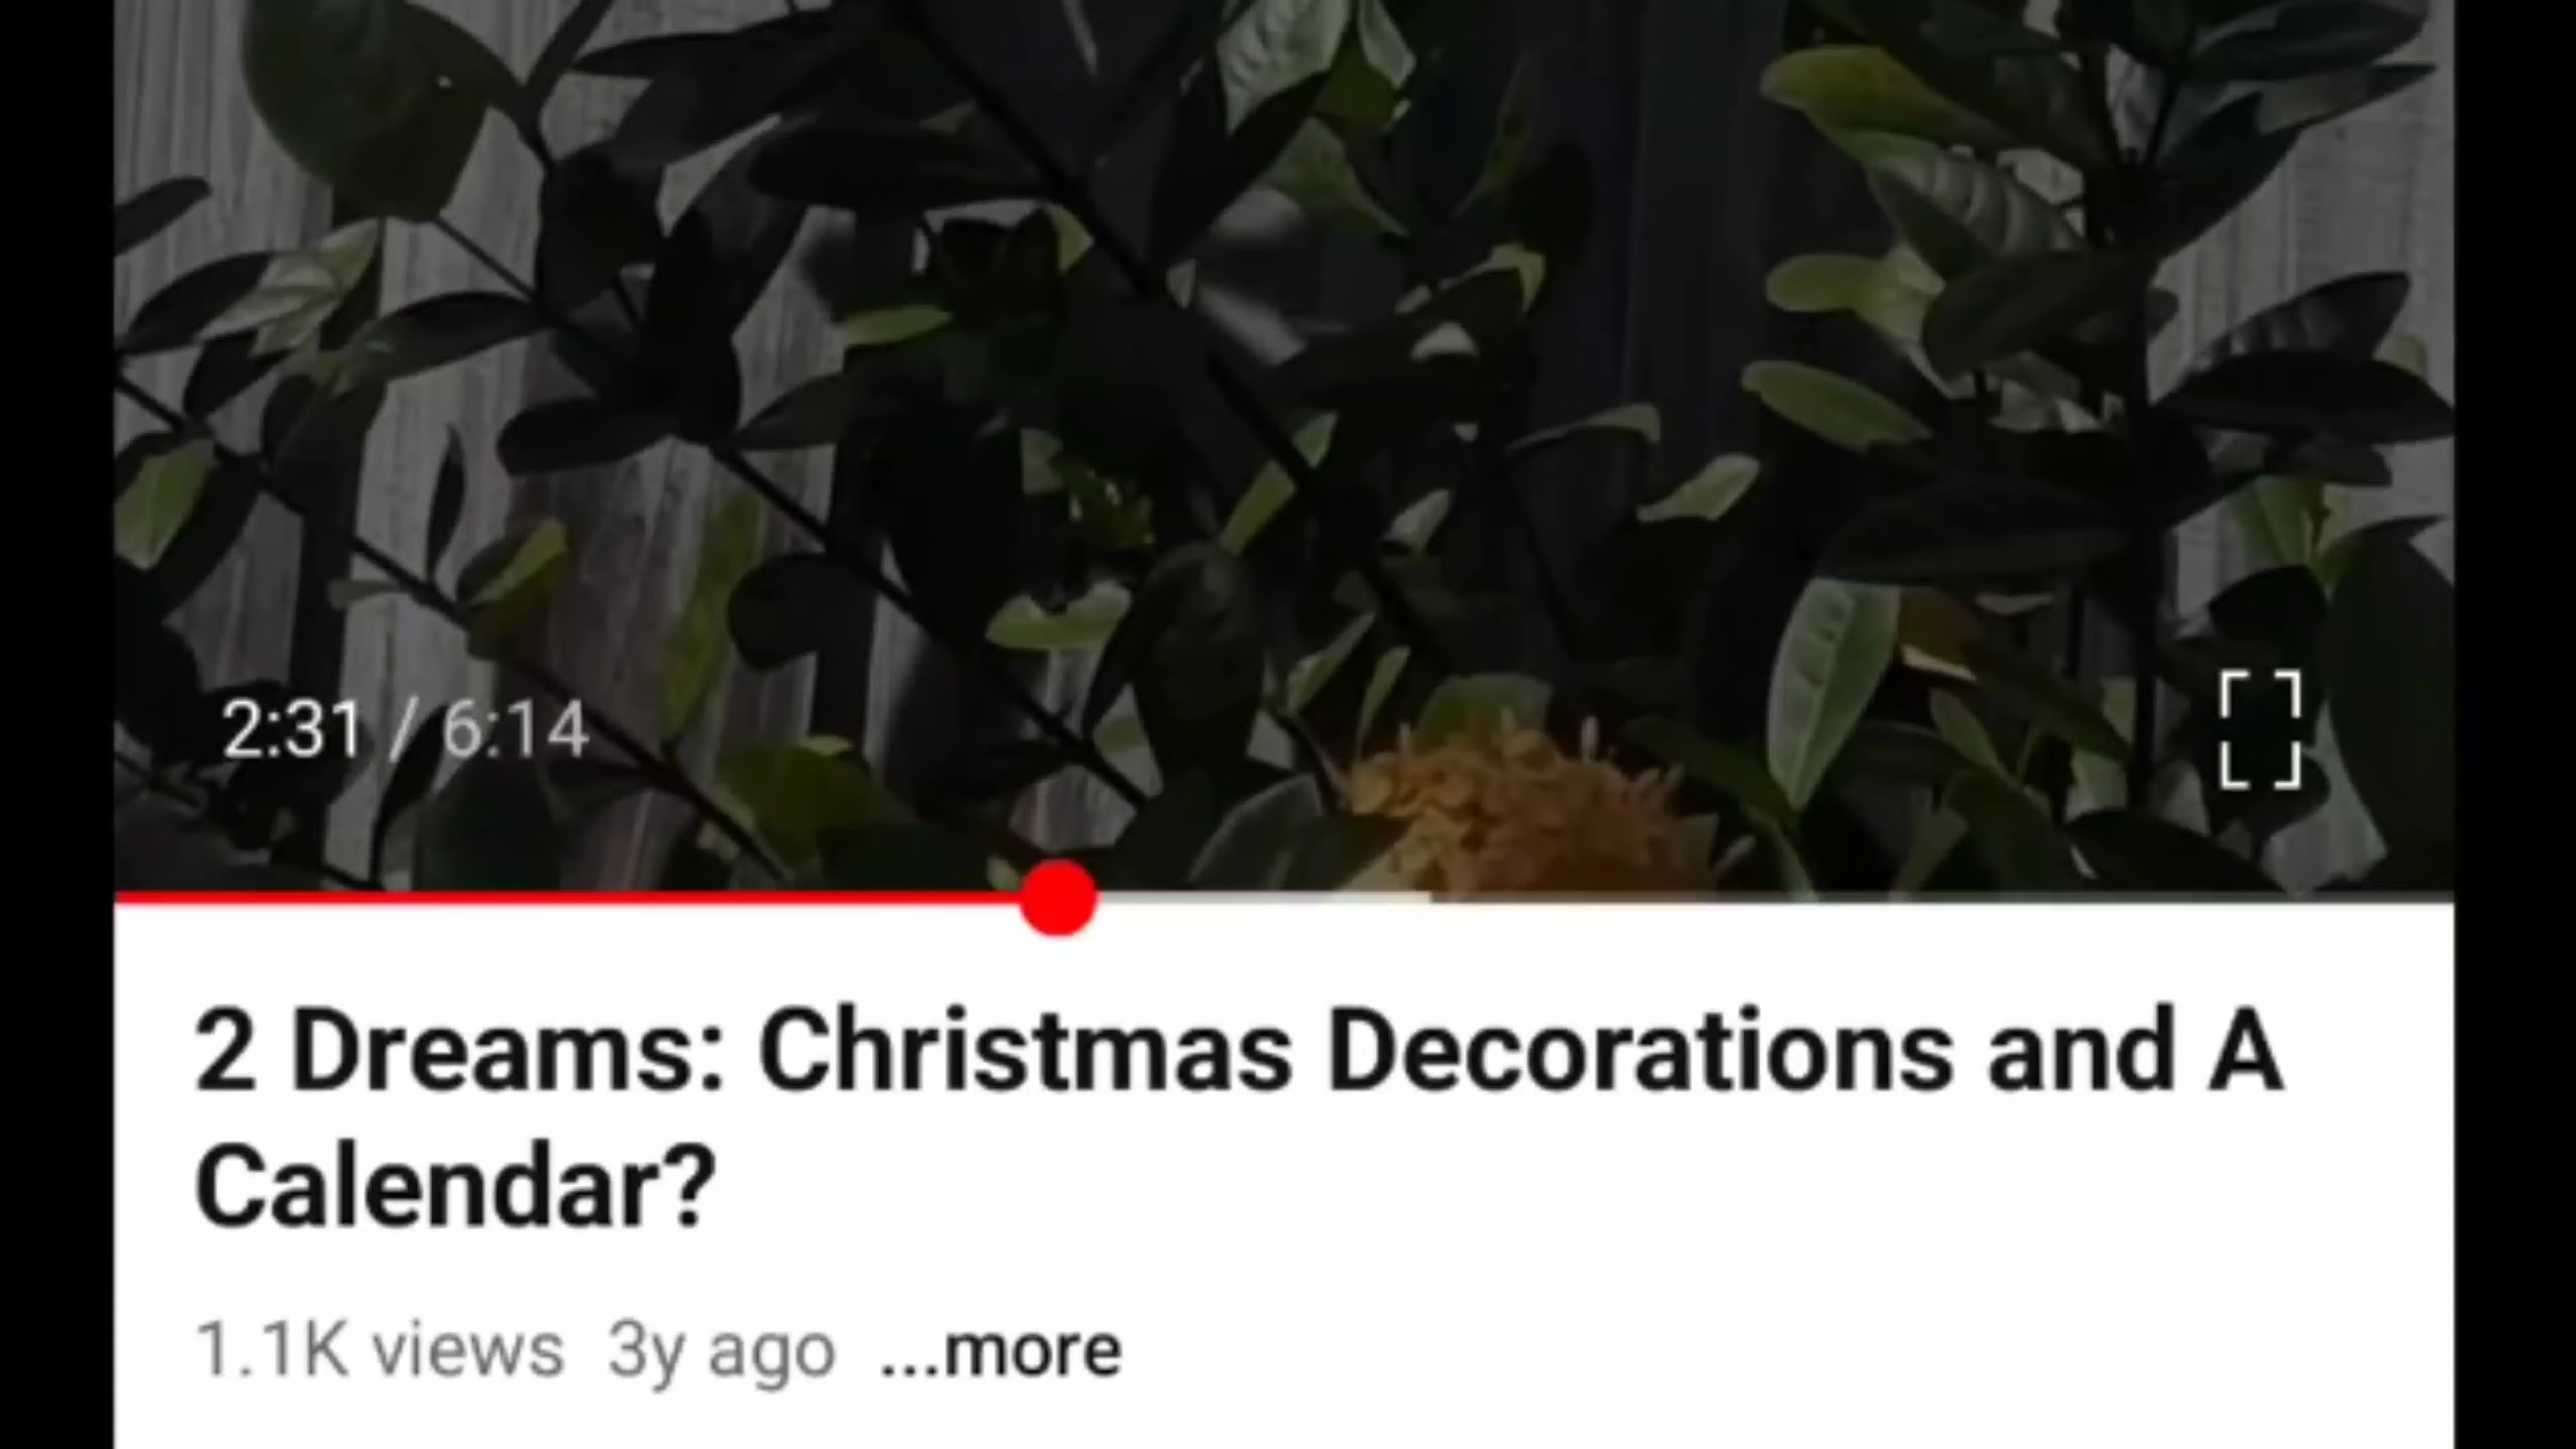 2:31 / 6:14
2 Dreams: Christmas Decorations and A
Calendar?
1.1K views 3y ago ...more